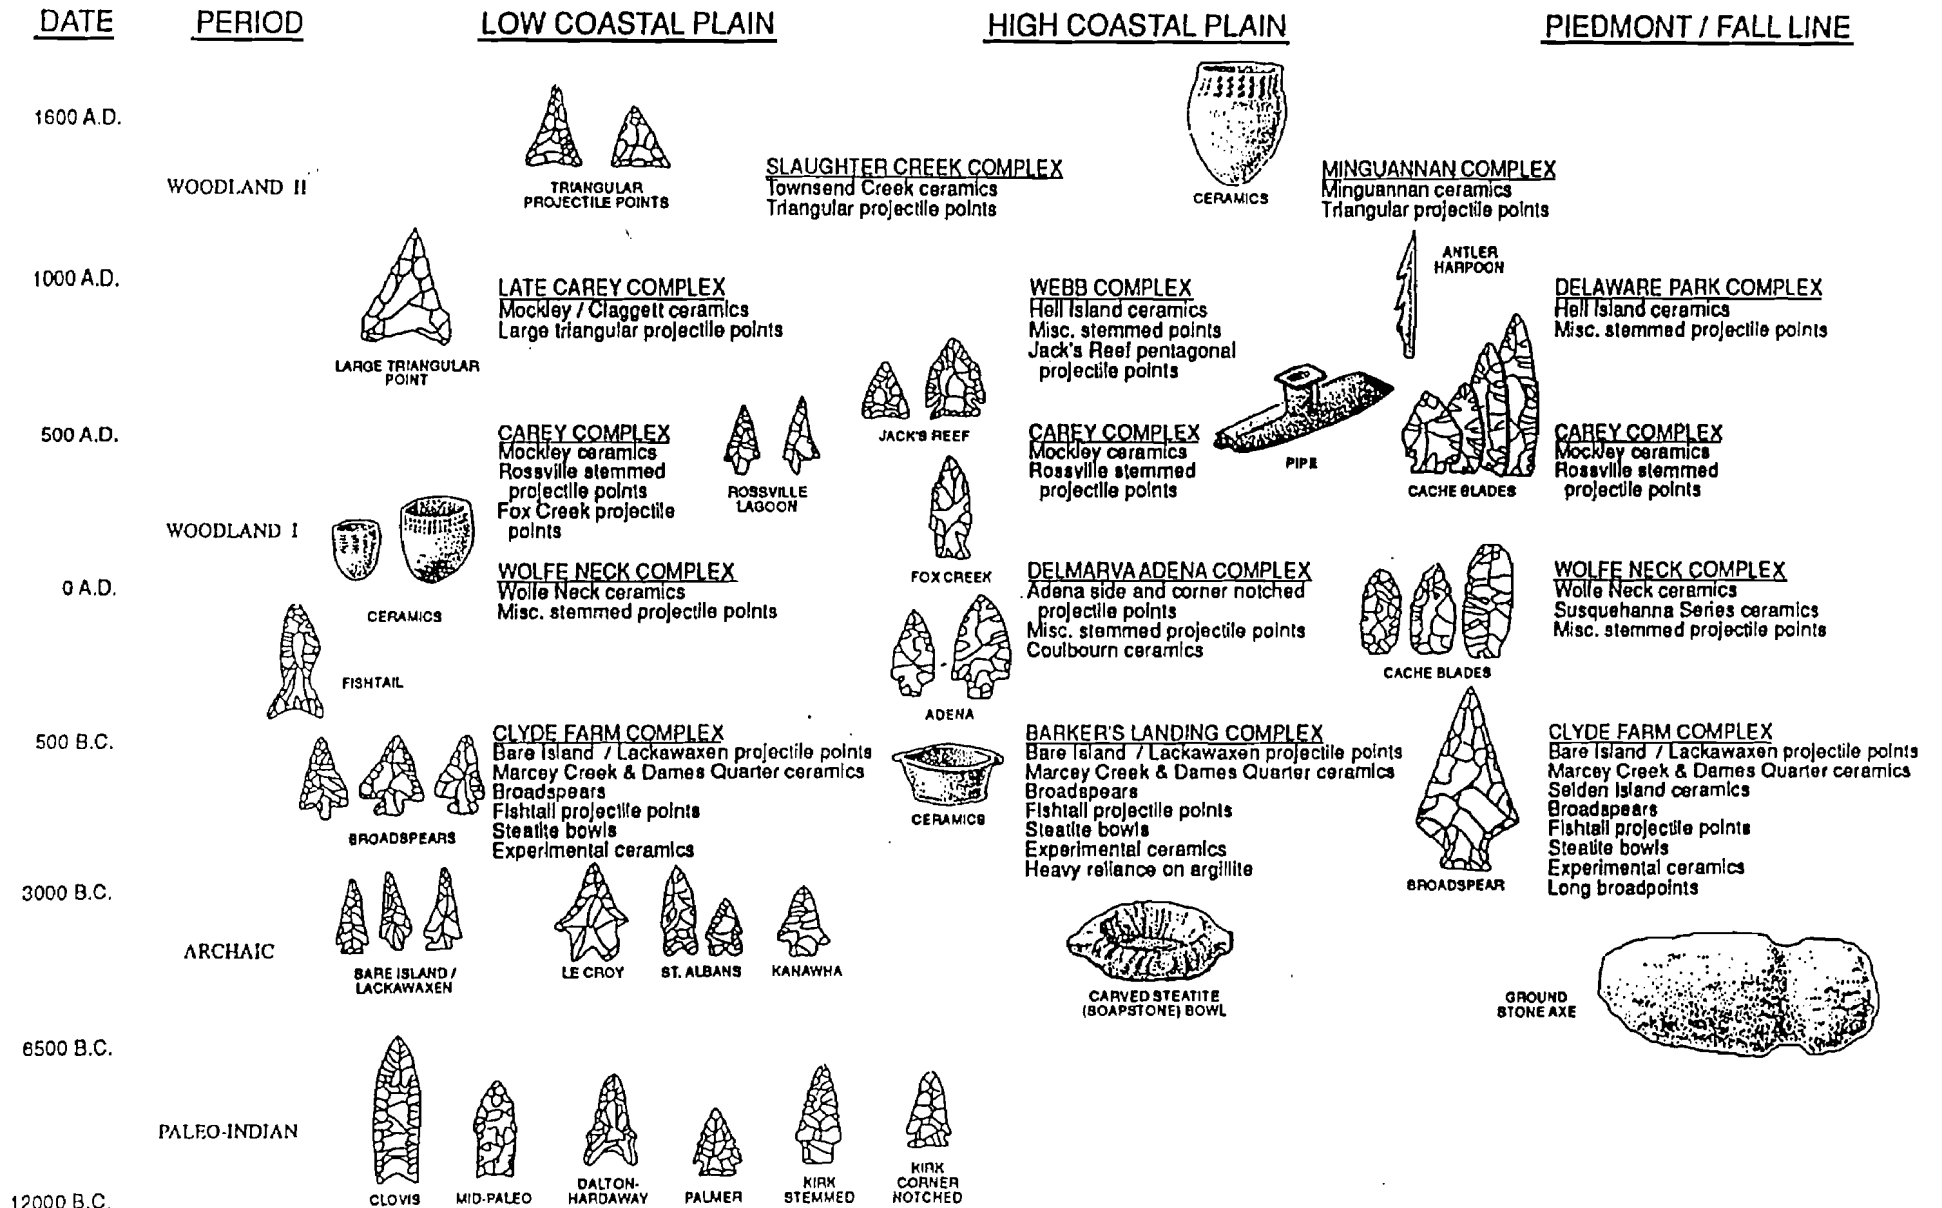 DATE
PERIOD
LOW COASTAL PLAIN
HIGH COASTAL PLAIN
PIEDMONT / FALL LINE
1600 A.D.
WOODLAND II
TRIANGULAR
PROJECTILE POINTS
SLAUGHTER CREEK COMPLEX
Townsend Creek ceramics
Triangular projectile points
CERAMICS
MINGUANNAN COMPLEX
Minguannan ceramics
Triangular projectile points
1000 A.D.
LARGE TRIANGULAR
POINT
LATE CAREY COMPLEX
Mockley / Claggett ceramics
Large triangular projectile points
JACK'S REEF
WEBB COMPLEX
Hell Island ceramics
Misc. stemmed points
Jack's Reef pentagonal
projectile points
ANTLER
HARPOON
DELAWARE PARK COMPLEX
Hell Island ceramics
Misc. stemmed projectile points
500 A.D.
CAREY COMPLEX
Mockley ceramics
Rossville stemmed
projectile points
Fox Creek projectile
points
ROSSVILLE
LAGOON
CAREY COMPLEX
Mockley ceramics
Rossville stemmed
projectile points
PIPE
CACHE BLADES
CAREY COMPLEX
Mockley ceramics
Rossville stemmed
projectile points
WOODLAND I
FOX CREEK
0 A.D.
CERAMICS
WOLFE NECK COMPLEX
Wolfe Neck ceramics
Misc. stemmed projectile points
DELMARVA ADENA COMPLEX
Adena side and corner notched
projectile points
Misc. stemmed projectile points
Coulbourn ceramics
CACHE BLADES
WOLFE NECK COMPLEX
Wolfe Neck ceramics
Susquehanna Series ceramics
Misc. stemmed projectile points
FISHTAIL
ADENA
500 B.C.
BROADSPEARS
CLYDE FARM COMPLEX
Bare Island / Lackawaxen projectile points
Marcey Creek & Dames Quarter ceramics
Broadspears
Fishtail projectile points
Steatite bowls
Experimental ceramics
CERAMICS
BARKER'S LANDING COMPLEX
Bare Island / Lackawaxen projectile points
Marcey Creek & Dames Quarter ceramics
Broadspears
Fishtail projectile points
Steatite bowls
Experimental ceramics
Heavy reliance on argillite
BROADSPEAR
CLYDE FARM COMPLEX
Bare Island / Lackawaxen projectile points
Marcey Creek & Dames Quarter ceramics
Selden Island ceramics
Broadspears
Fishtail projectile points
Steatite bowls
Experimental ceramics
Long broadpoints
3000 B.C.
ARCHAIC
BARE ISLAND /
LACKAWAXEN
LE CROY
ST. ALBANS
KANAWHA
CARVED STEATITE
(SOAPSTONE) BOWL
GROUND
STONE AXE
6500 B.C.
PALEO-INDIAN
CLOVIS
MID-PALEO
DALTON-
HARDAWAY
PALMER
KIRK
STEMMED
KIRK
CORNER
NOTCHED
12000 B.C.